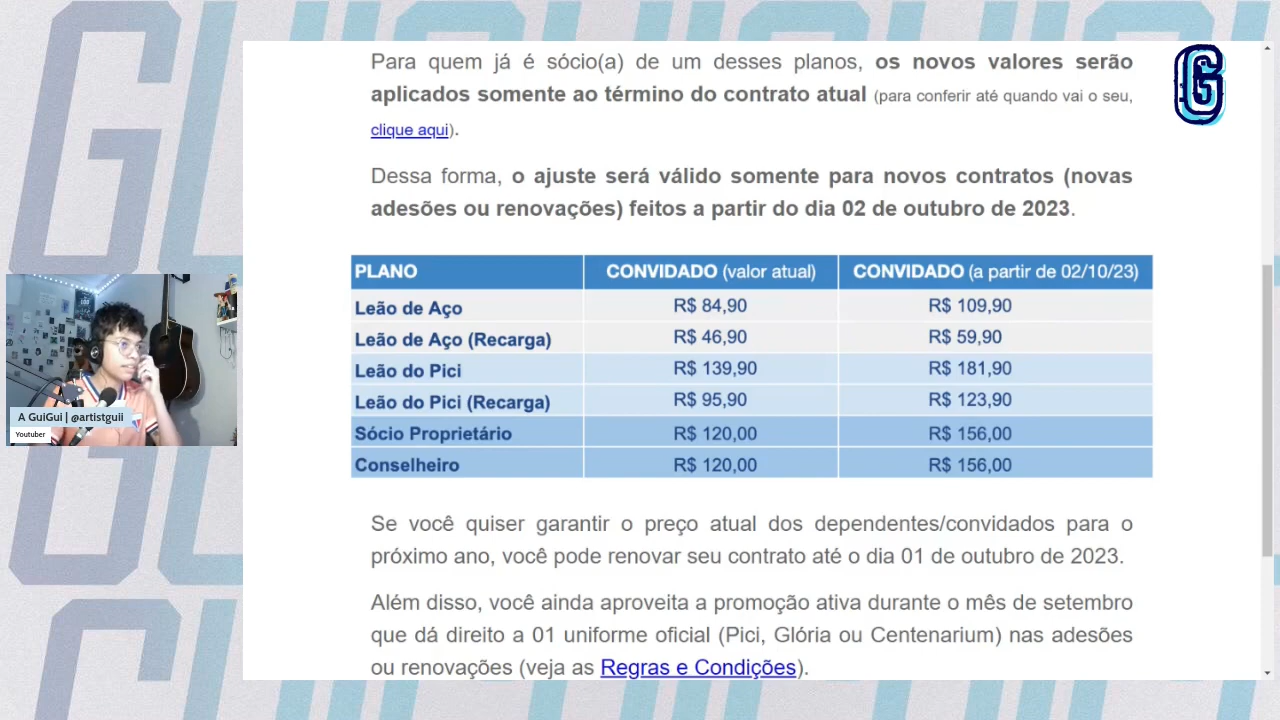 Para quem já é sócio(a) de um desses planos, os novos valores serão
aplicados somente ao término do contrato atual (para conferir até quando vai o seu,
clique aqui).
Dessa forma, o ajuste será válido somente para novos contratos (novas
adesões ou renovações) feitos a partir do dia 02 de outubro de 2023.
PLANO CONVIDADO (valor atual) CONVIDADO (a partir de 02/10/23)
Leão de Aço R$ 84,90 R$ 109,90
Leão de Aço (Recarga) R$ 46,90 R$ 59,90
Leão do Pici R$ 139,90 R$ 181,90
Leão do Pici (Recarga) R$ 95,90 R$ 123,90
Sócio Proprietário R$ 120,00 R$ 156,00
Conselheiro R$ 120,00 R$ 156,00
Se você quiser garantir o preço atual dos dependentes/convidados para o
próximo ano, você pode renovar seu contrato até o dia 01 de outubro de 2023.
Além disso, você ainda aproveita a promoção ativa durante o mês de setembro
que dá direito a 01 uniforme oficial (Pici, Glória ou Centenarium) nas adesões
ou renovações (veja as Regras e Condições).
A GuiGui | @artistguii
Youtuber
G